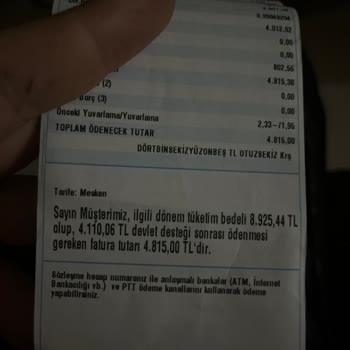 4.012,82
0,00
0,00
802,56
(2) 4.815,38
Borç (3) 0,00
0,00
Önceki Yuvarlama/Yuvarlama 2,33-/1,95
TOPLAM ÖDENECEK TUTAR 4.815,00
DÖRTBİNSEKİZYÜZONBEŞ TL OTUZSEKİZ Krş
Tarife: Mesken
Sayın Müşterimiz, ilgili dönem tüketim bedeli 8.925,44 TL
olup, 4.110,06 TL devlet desteği sonrası ödenmesi
gereken fatura tutarı 4.815,00 TL'dir.
Sözleşme hesap numaranız ile anlaşmalı bankalar (ATM, İnternet
Bankacılığı vb.) ve PTT ödeme kanallarını kullanarak ödeme
yapabilirsiniz.